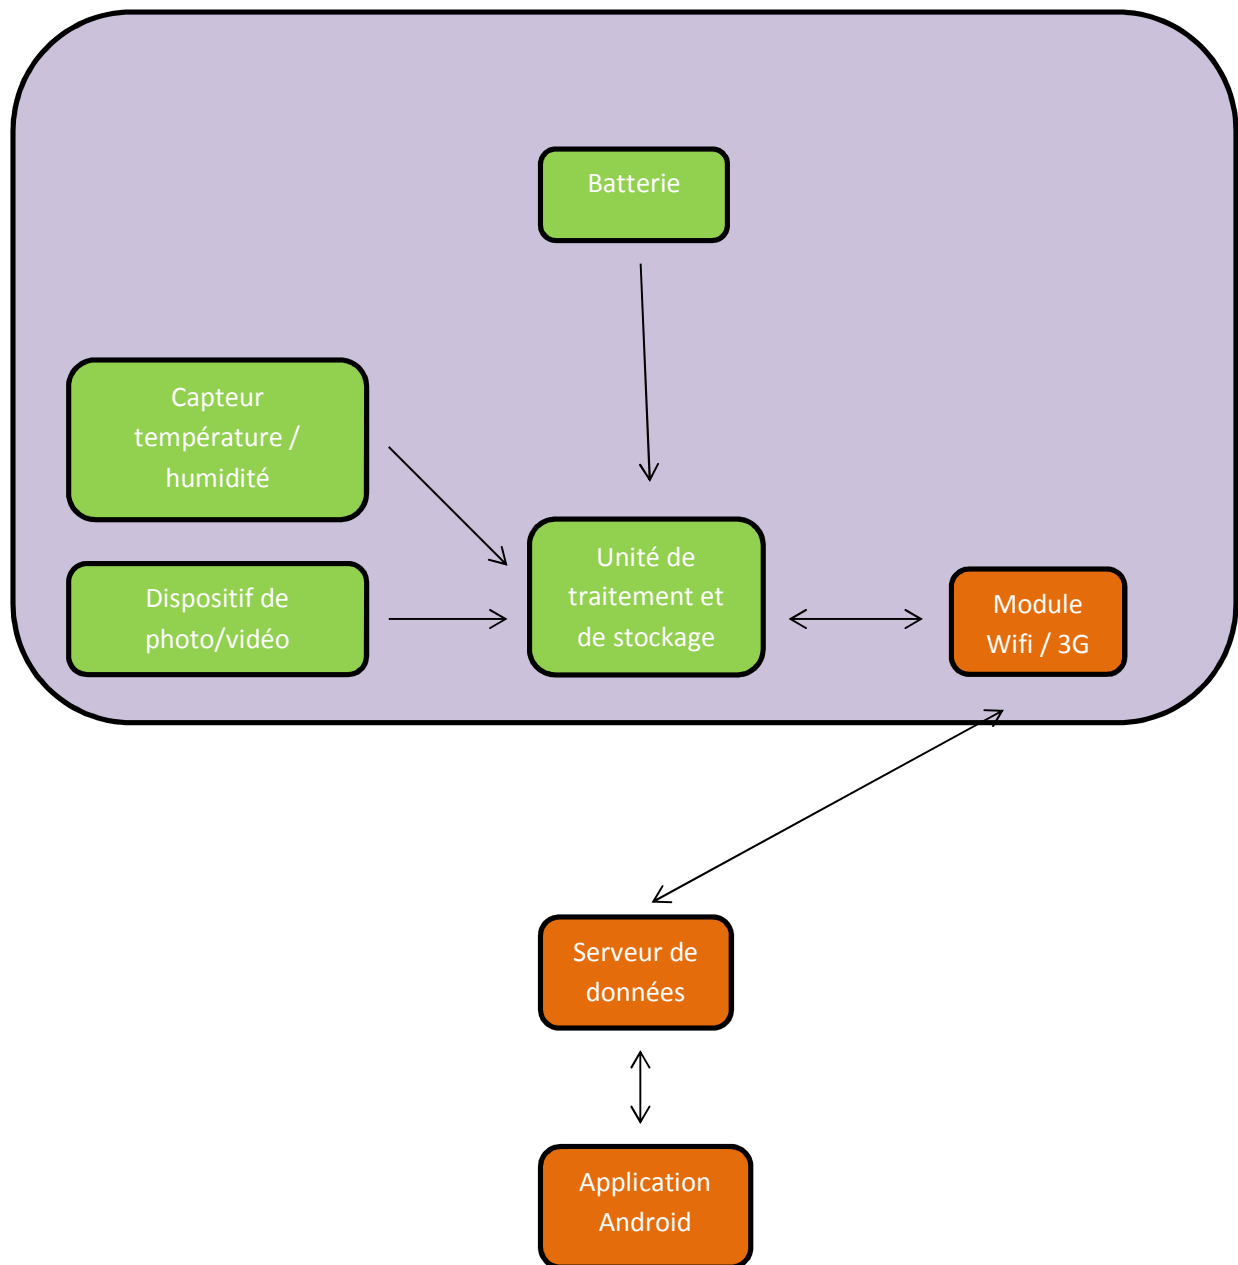 Batterie
Capteur
température /
humidité
Dispositif de
photo/vidéo
Unité de
traitement et
de stockage
Module
Wifi / 3G
Serveur de
données
Application
Android